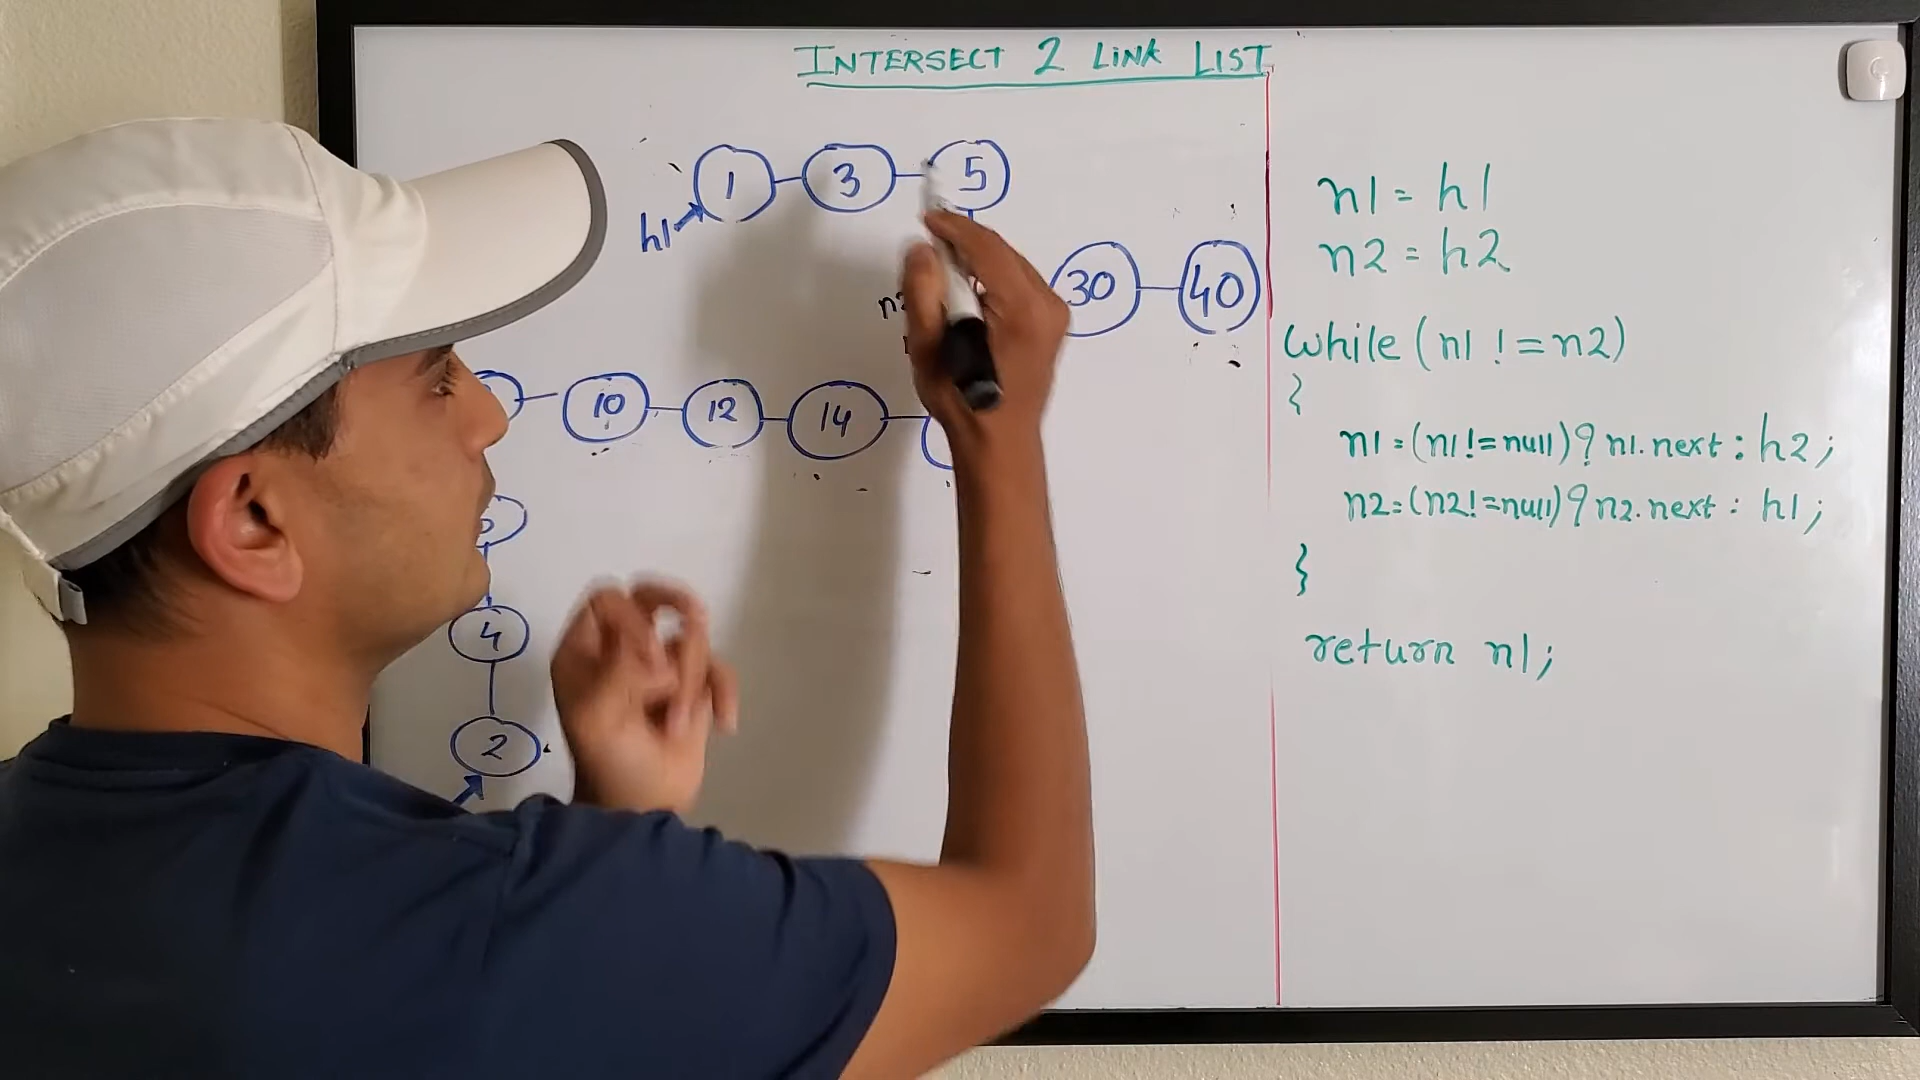 INTERSECT 2 LINK LIST
1 3 5
h1
30 40
10 12 14
4
2
n1 = h1
n2 = h2
while (n1 != n2)
{
n1 = (n1 != null) ? n1.next : h2;
n2 = (n2 != null) ? n2.next : h1;
}
return n1;